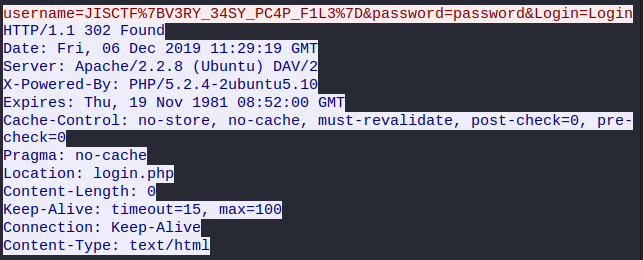 username=JISCTF%7BV3RY_34SY_PC4P_F1L3%7D&password=password&Login=Login
HTTP/1.1 302 Found
Date: Fri, 06 Dec 2019 11:29:19 GMT
Server: Apache/2.2.8 (Ubuntu) DAV/2
X-Powered-By: PHP/5.2.4-2ubuntu5.10
Expires: Thu, 19 Nov 1981 08:52:00 GMT
Cache-Control: no-store, no-cache, must-revalidate, post-check=0, pre-
check=0
Pragma: no-cache
Location: login.php
Content-Length: 0
Keep-Alive: timeout=15, max=100
Connection: Keep-Alive
Content-Type: text/html